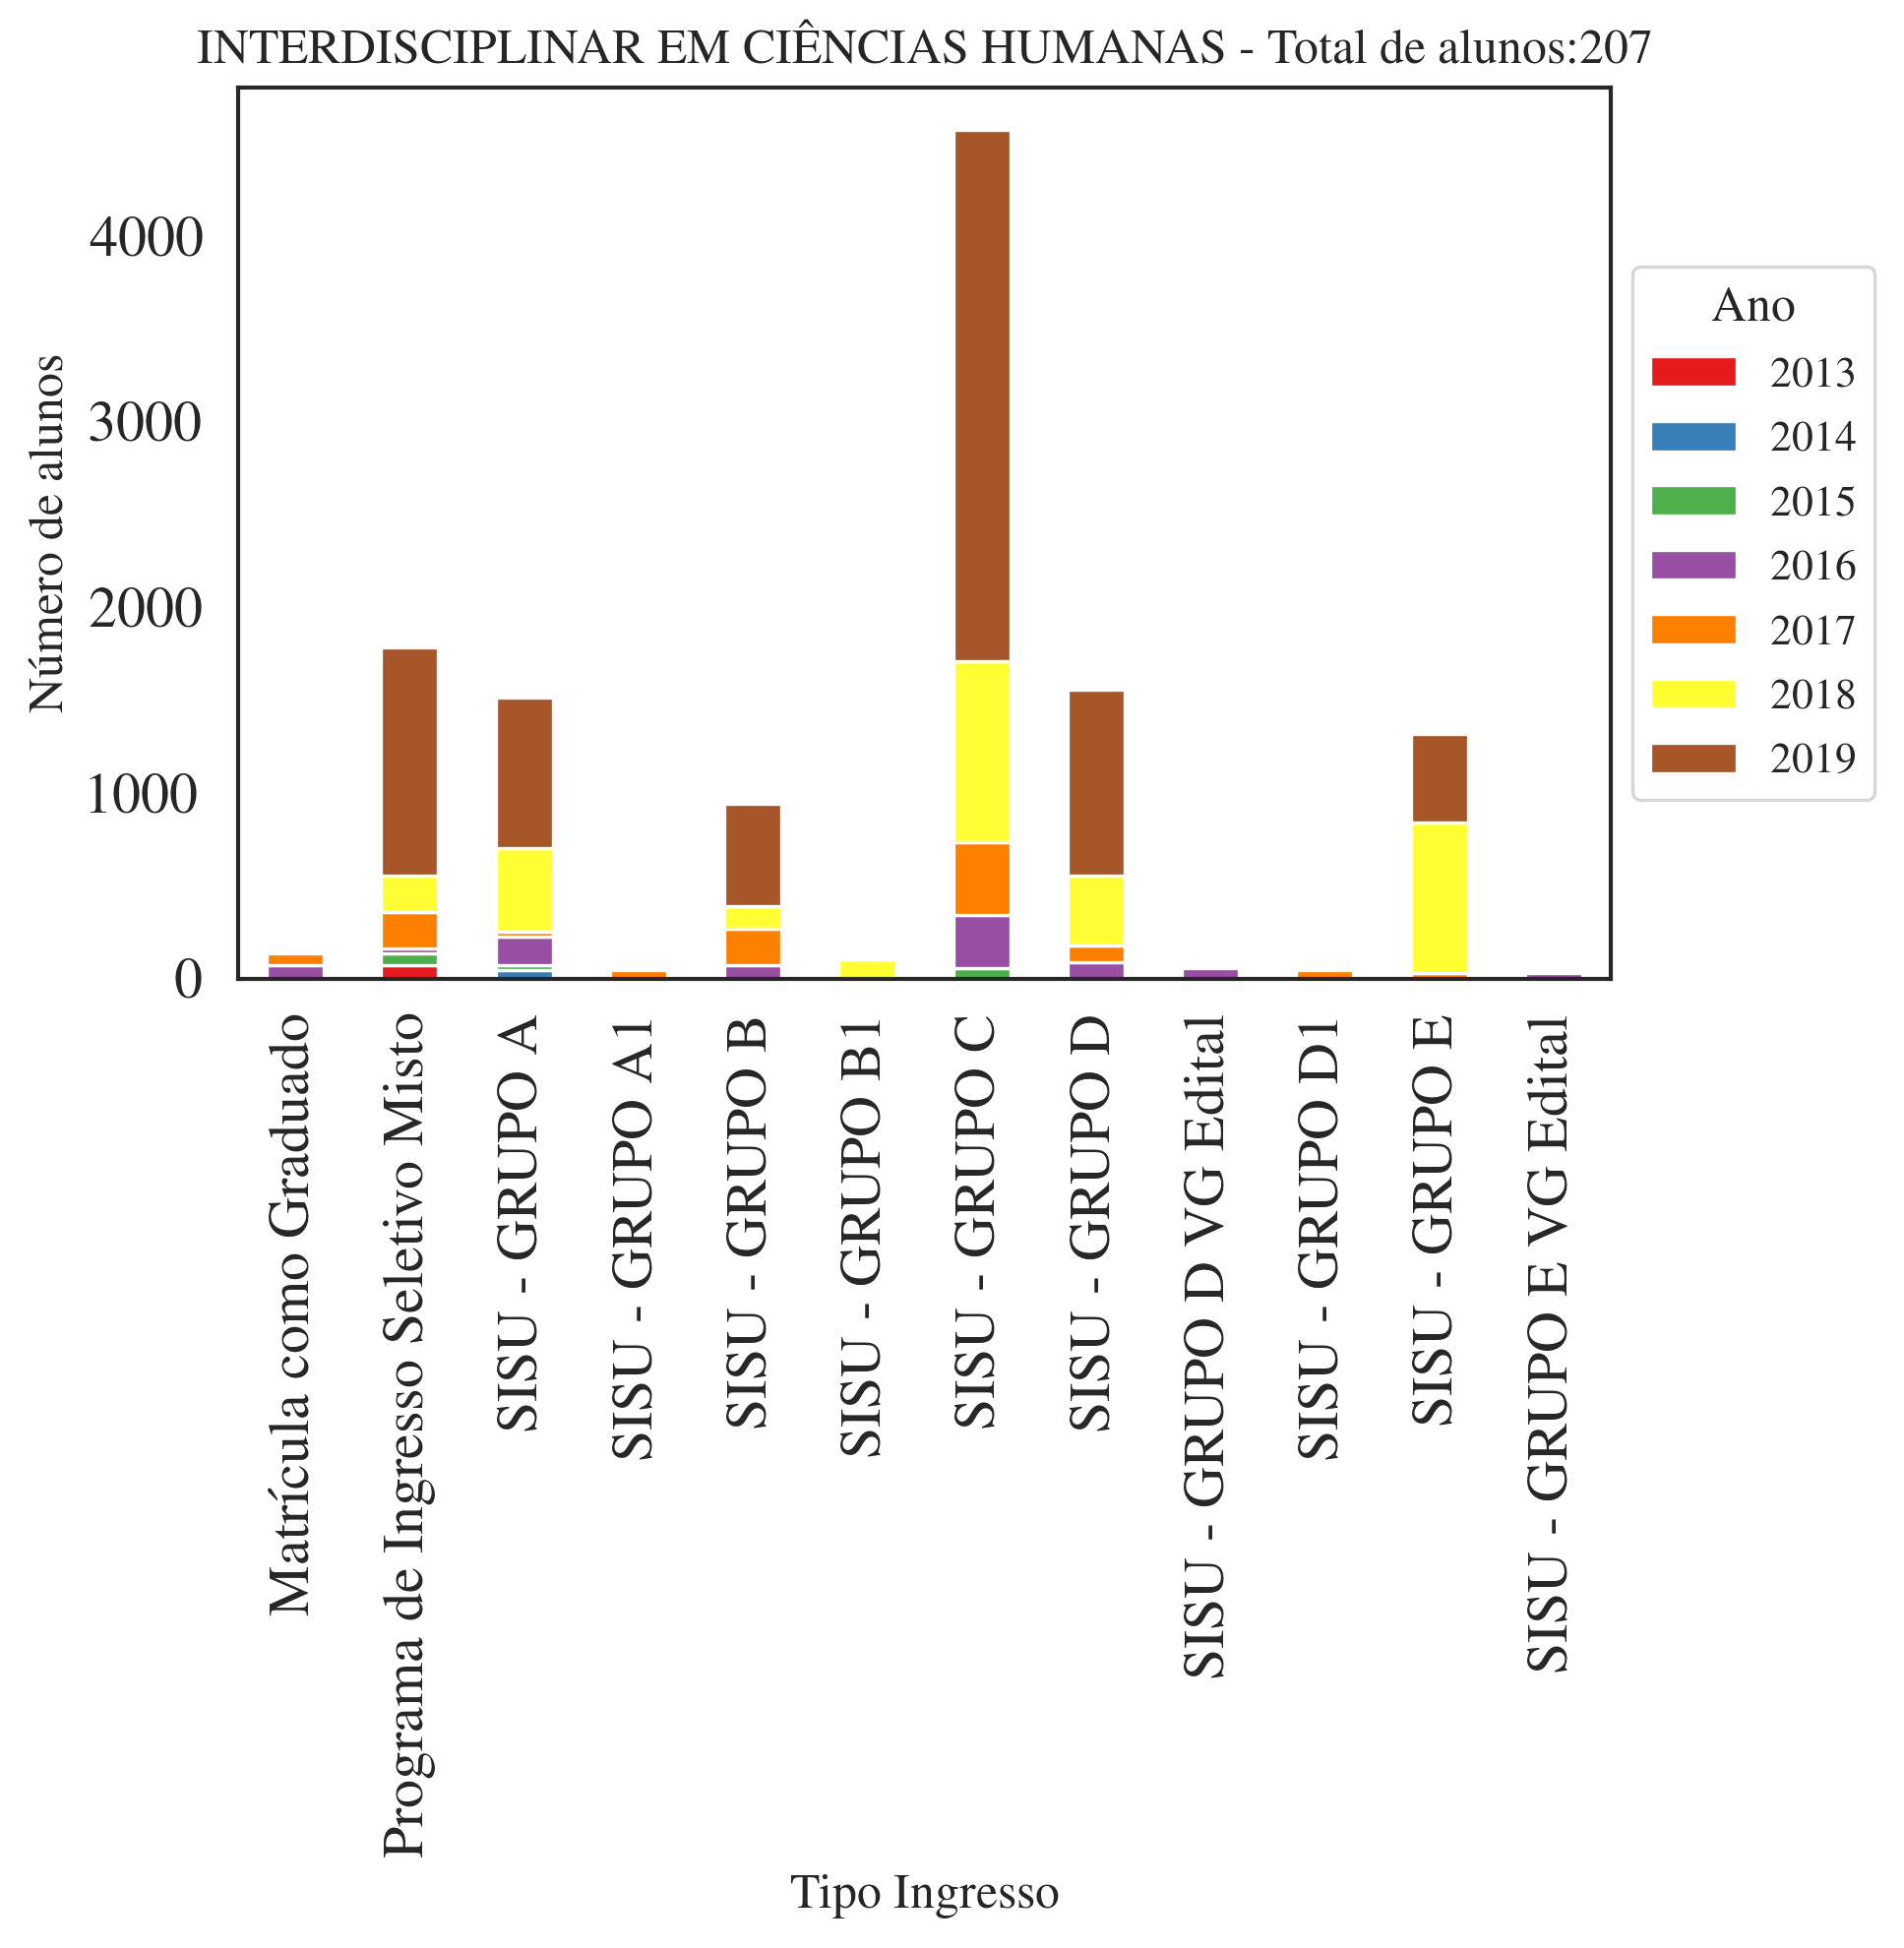 INTERDISCIPLINAR EM CIÊNCIAS HUMANAS - Total de alunos:207
Número de alunos
4000
3000
2000
1000
0
Ano
2013
2014
2015
2016
2017
2018
2019
Matrícula como Graduado
Programa de Ingresso Seletivo Misto
SISU - GRUPO A
SISU - GRUPO A1
SISU - GRUPO B
SISU - GRUPO B1
SISU - GRUPO C
SISU - GRUPO D
SISU - GRUPO D VG Edital
SISU - GRUPO D1
SISU - GRUPO E
SISU - GRUPO E VG Edital
Tipo Ingresso